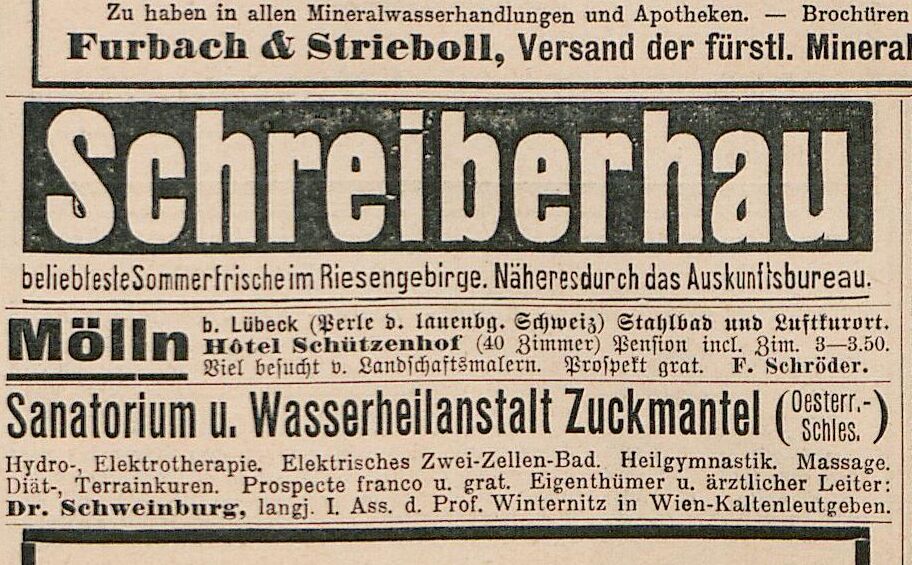 Zu haben in allen Mineralwasserhandlungen und Apotheken. — Brochüren
Furbach & Strieboll, Versand der fürstl. Mineral
Schreiberhau
beliebteste Sommerfrische im Riesengebirge. Näheres durch das Auskunftsbureau.
Mölln b. Lübeck (Perle d. lauenbg. Schweiz) Stahlbad und Luftkurort.
Hôtel Schützenhof (40 Zimmer) Pension incl. Zim. 3—3.50.
Viel besucht v. Landschaftsmalern. Prospekt grat. F. Schröder.
Sanatorium u. Wasserheilanstalt Zuckmantel (Oesterr.-Schles.)
Hydro-, Elektrotherapie. Elektrisches Zwei-Zellen-Bad. Heilgymnastik. Massage.
Diät-, Terrainkuren. Prospecte franco u. grat. Eigenthümer u. ärztlicher Leiter:
Dr. Schweinburg, langj. I. Ass. d. Prof. Winternitz in Wien-Kaltenleutgeben.